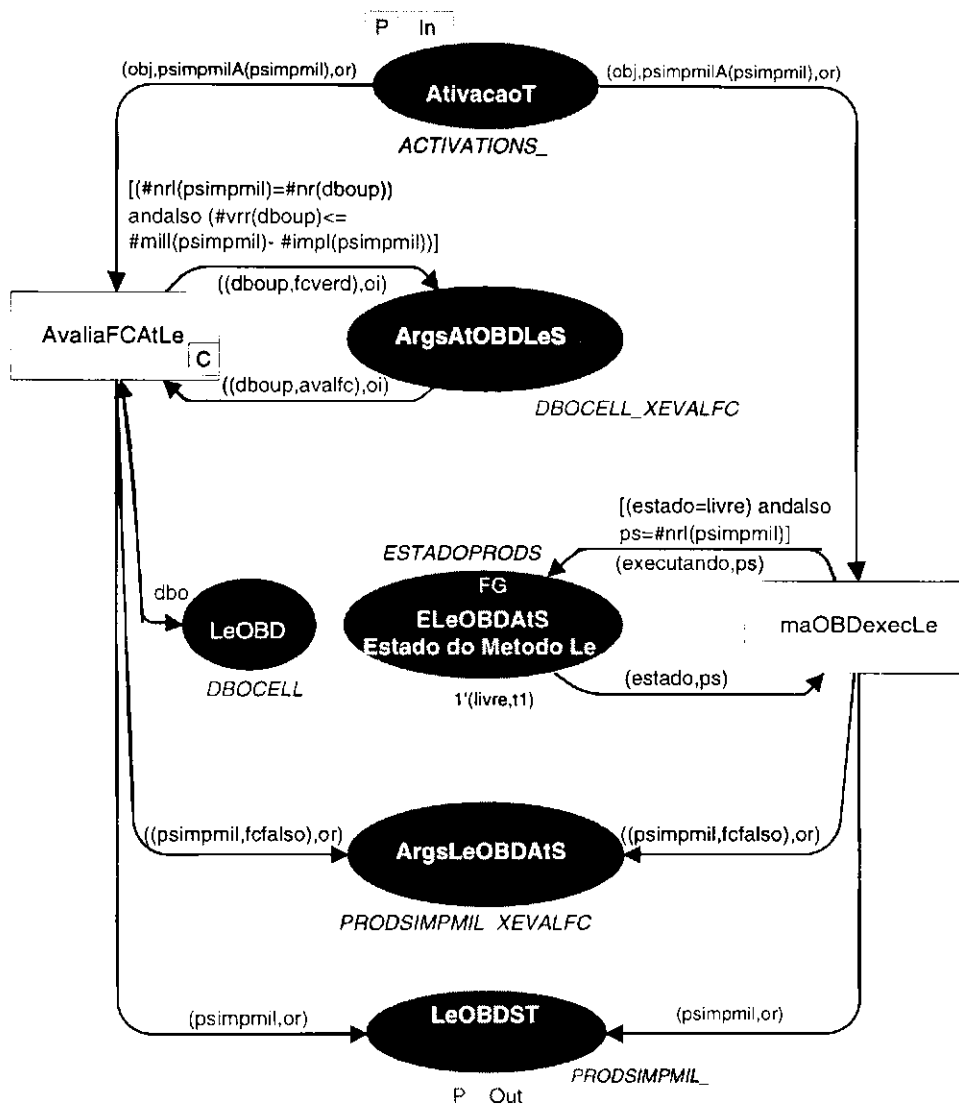 P In
(obj,psimpmilA(psimpmil),or)
(obj,psimpmilA(psimpmil),or)
AtivacaoT
ACTIVATIONS_
[(#nrl(psimpmil)=#nr(dboup))
andalso (#vrr(dboup)<=
#mill(psimpmil)- #impl(psimpmil))]
((dboup,fcverd),oi)
AvaliaFCAtLe
C
ArgsAtOBDLeS
((dboup,avalfc),oi)
DBOCELL_XEVALFC
[(estado=livre) andalso
ps=#nrl(psimpmil)]
ESTADOPRODS
(executando,ps)
FG
dbo
LeOBD
ELeOBDAtS
Estado do Metodo Le
maOBDexecLe
DBOCELL
(estado,ps)
1'(livre,t1)
((psimpmil,fcfalso),or)
ArgsLeOBDAtS
((psimpmil,fcfalso),or)
PRODSIMPMIL XEVALFC
(psimpmil,or)
LeOBDST
(psimpmil,or)
PRODSIMPMIL_
P Out